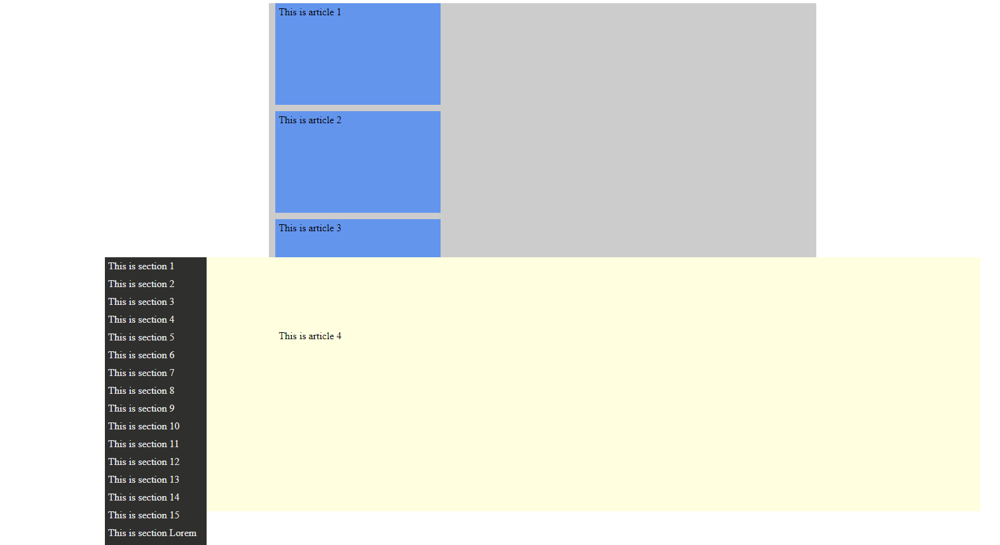 This is article 1
This is article 2
This is article 3
This is section 1
This is section 2
This is section 3
This is section 4
This is section 5
This is section 6
This is section 7
This is section 8
This is section 9
This is section 10
This is section 11
This is section 12
This is section 13
This is section 14
This is section 15
This is section Lorem
This is article 4